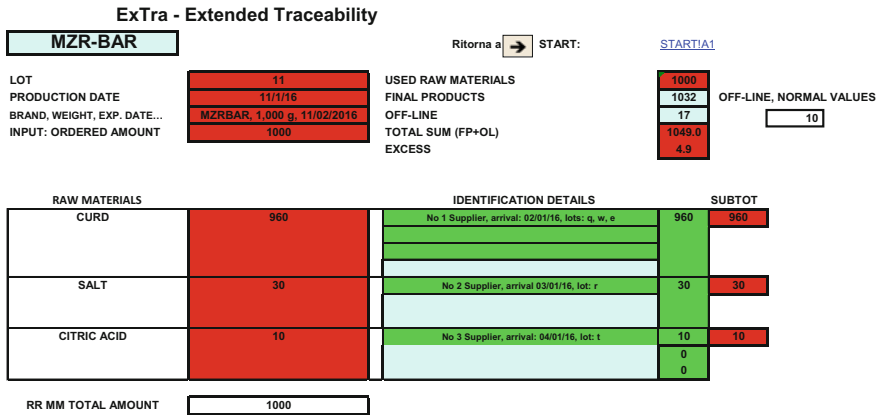 ExTra - Extended Traceability
MZR-BAR
Ritorna a START: START!A1
LOT 11 USED RAW MATERIALS 1000
PRODUCTION DATE 11/1/16 FINAL PRODUCTS 1032 OFF-LINE, NORMAL VALUES
BRAND, WEIGHT, EXP. DATE... MZRBAR, 1,000 g, 11/02/2016 OFF-LINE 17 10
INPUT: ORDERED AMOUNT 1000 TOTAL SUM (FP+OL) 1049.0
EXCESS 4.9
RAW MATERIALS IDENTIFICATION DETAILS SUBTOT
CURD 960 No 1 Supplier, arrival: 02/01/16, lots: q, w, e 960 960
SALT 30 No 2 Supplier, arrival 03/01/16, lot: r 30 30
CITRIC ACID 10 No 3 Supplier, arrival: 04/01/16, lot: t 10 10
0
0
RR MM TOTAL AMOUNT 1000